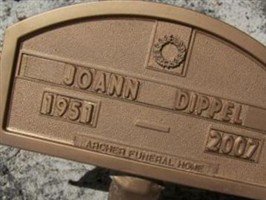 JOANN DIPPEL
1951 — 2007
ARCHER FUNERAL HOME